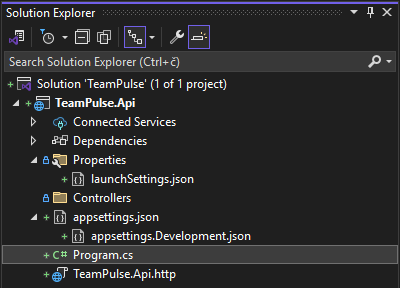 Solution Explorer
Search Solution Explorer (Ctrl+č)
Solution 'TeamPulse' (1 of 1 project)
TeamPulse.Api
Connected Services
Dependencies
Properties
launchSettings.json
Controllers
appsettings.json
appsettings.Development.json
C# Program.cs
TeamPulse.Api.http